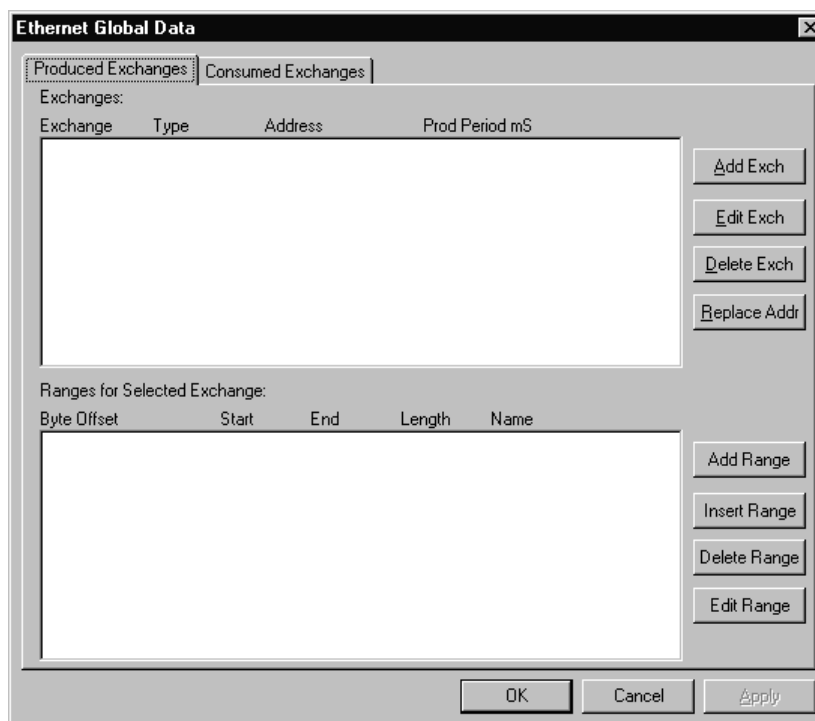 Ethernet Global Data
Produced Exchanges Consumed Exchanges
Exchanges:
Exchange Type Address Prod Period mS
Add Exch
Edit Exch
Delete Exch
Replace Addr
Ranges for Selected Exchange:
Byte Offset Start End Length Name
Add Range
Insert Range
Delete Range
Edit Range
OK Cancel Apply